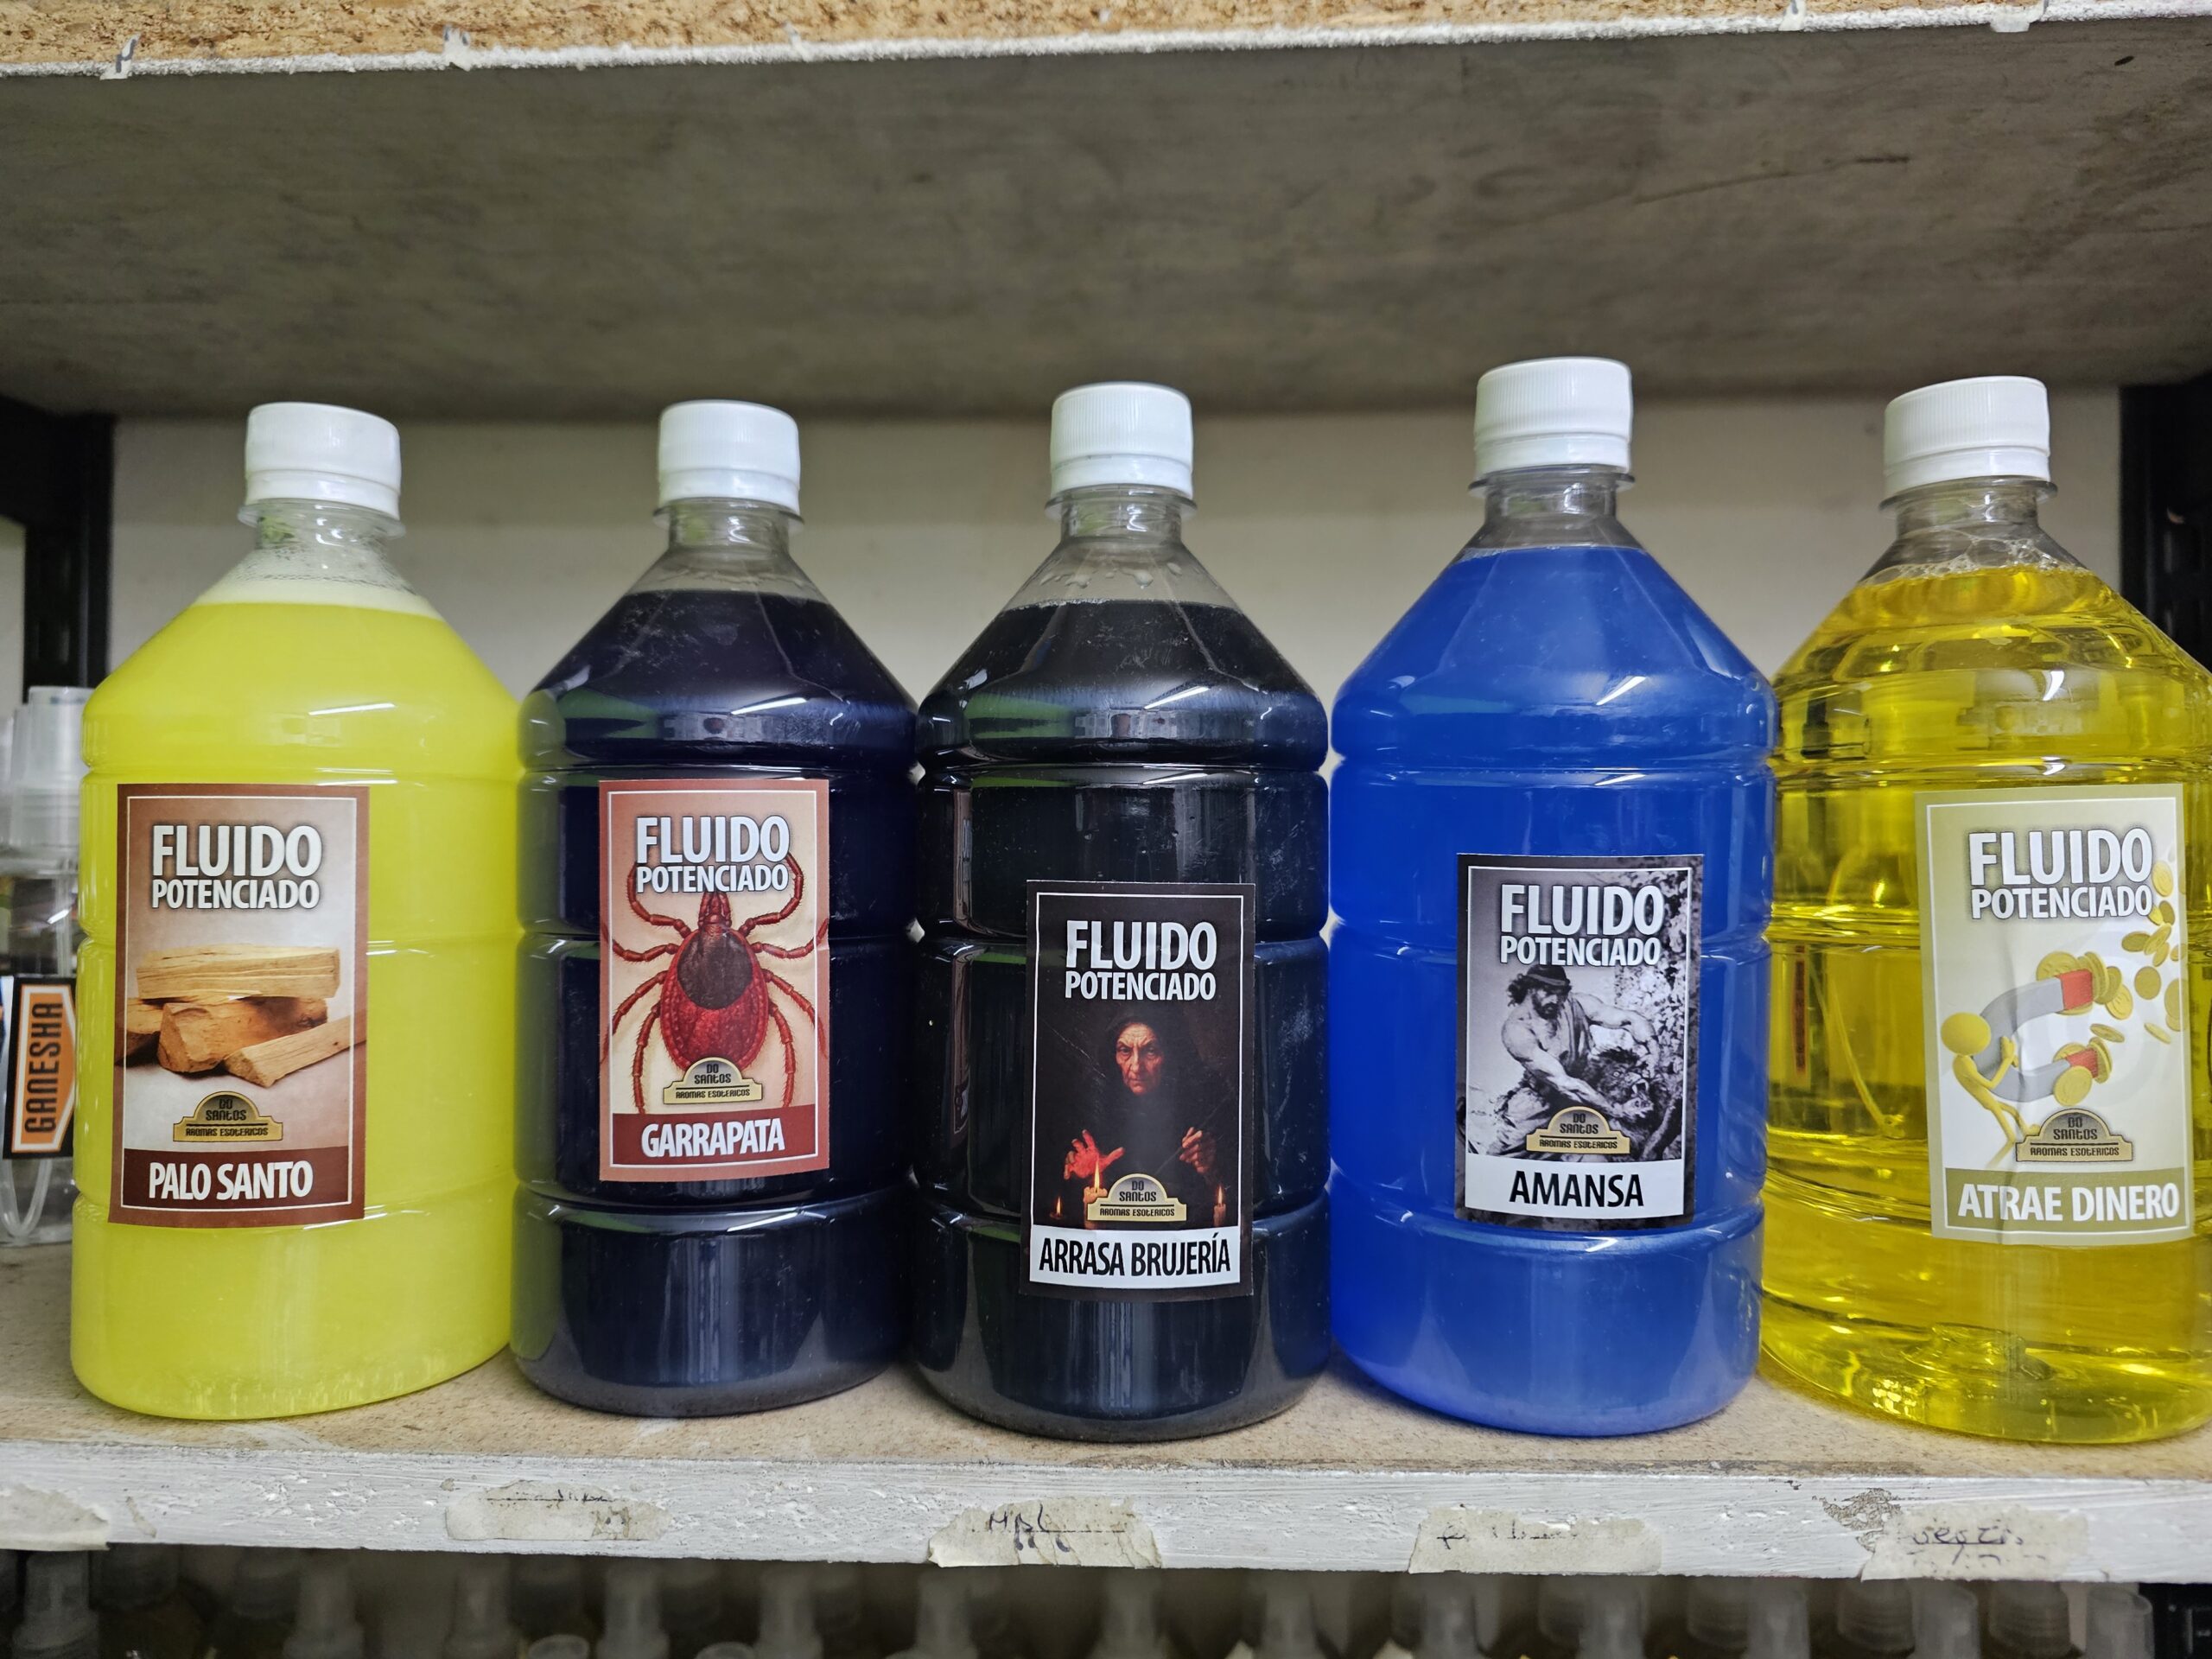 FLUIDO
POTENCIADO
DO
SANTOS
AROMAS ESOTERICOS
PALO SANTO
FLUIDO
POTENCIADO
DO
SANTOS
AROMAS ESOTERICOS
GARRAPATA
FLUIDO
POTENCIADO
DO
SANTOS
AROMAS ESOTERICOS
ARRASA BRUJERÍA
FLUIDO
POTENCIADO
DO
SANTOS
AROMAS ESOTERICOS
AMANSA
FLUIDO
POTENCIADO
DO
SANTOS
AROMAS ESOTERICOS
ATRAE DINERO
GANESHA